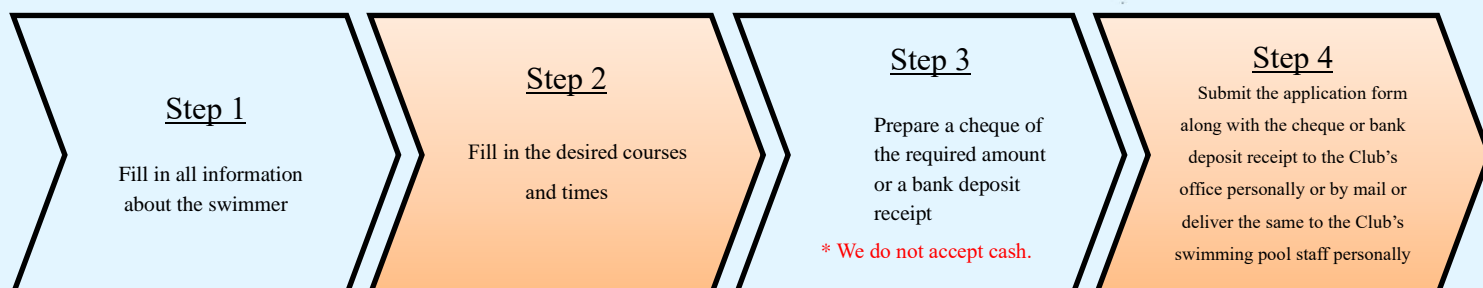 Step 1
Fill in all information
about the swimmer
Step 2
Fill in the desired courses
and times
Step 3
Prepare a cheque of
the required amount
or a bank deposit
receipt
* We do not accept cash.
Step 4
Submit the application form
along with the cheque or bank
deposit receipt to the Club’s
office personally or by mail or
deliver the same to the Club’s
swimming pool staff personally